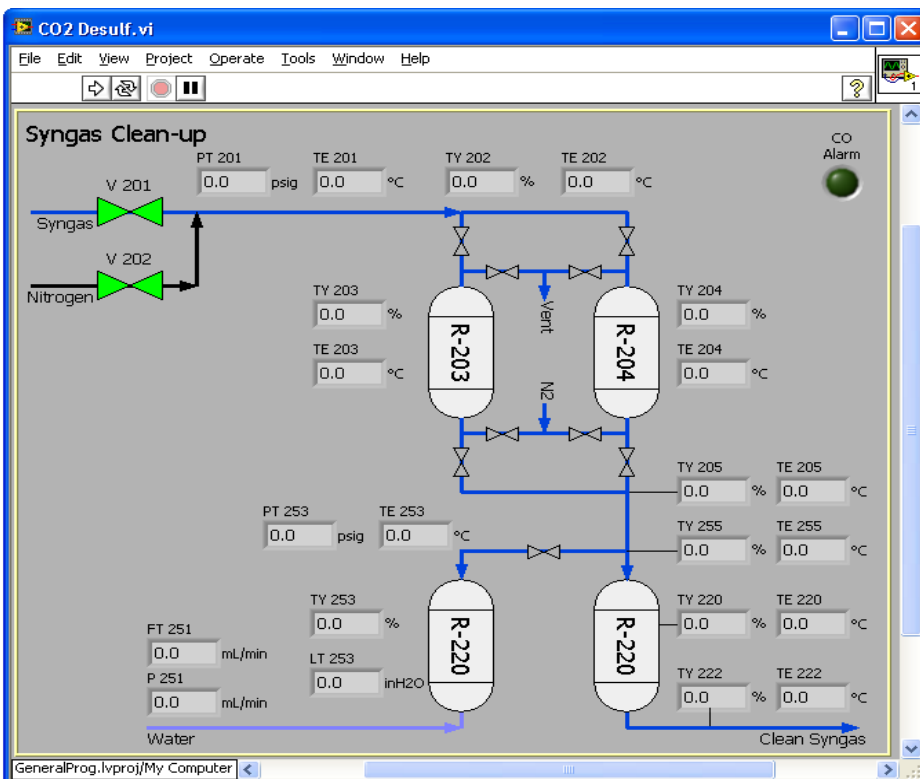 CO2 Desulf.vi
File Edit View Project Operate Tools Window Help
?
1
Syngas Clean-up
CO
Alarm
PT 201 TE 201 TY 202 TE 202
0.0 psig 0.0 °C 0.0 % 0.0 °C
V 201
Syngas
V 202
Nitrogen
TY 203 TY 204
0.0 % Vent 0.0 %
R-203 R-204
TE 203 TE 204
0.0 °C 0.0 °C
N2
TY 205 TE 205
0.0 % 0.0 °C
PT 253 TE 253 TY 255 TE 255
0.0 psig 0.0 °C 0.0 % 0.0 °C
TY 253 TY 220 TE 220
0.0 % 0.0 % 0.0 °C
R-220 R-220
FT 251
0.0 mL/min
LT 253
0.0 inH2O
P 251
0.0 mL/min
TY 222 TE 222
0.0 % 0.0 °C
Water Clean Syngas
GeneralProg.lvproj/My Computer